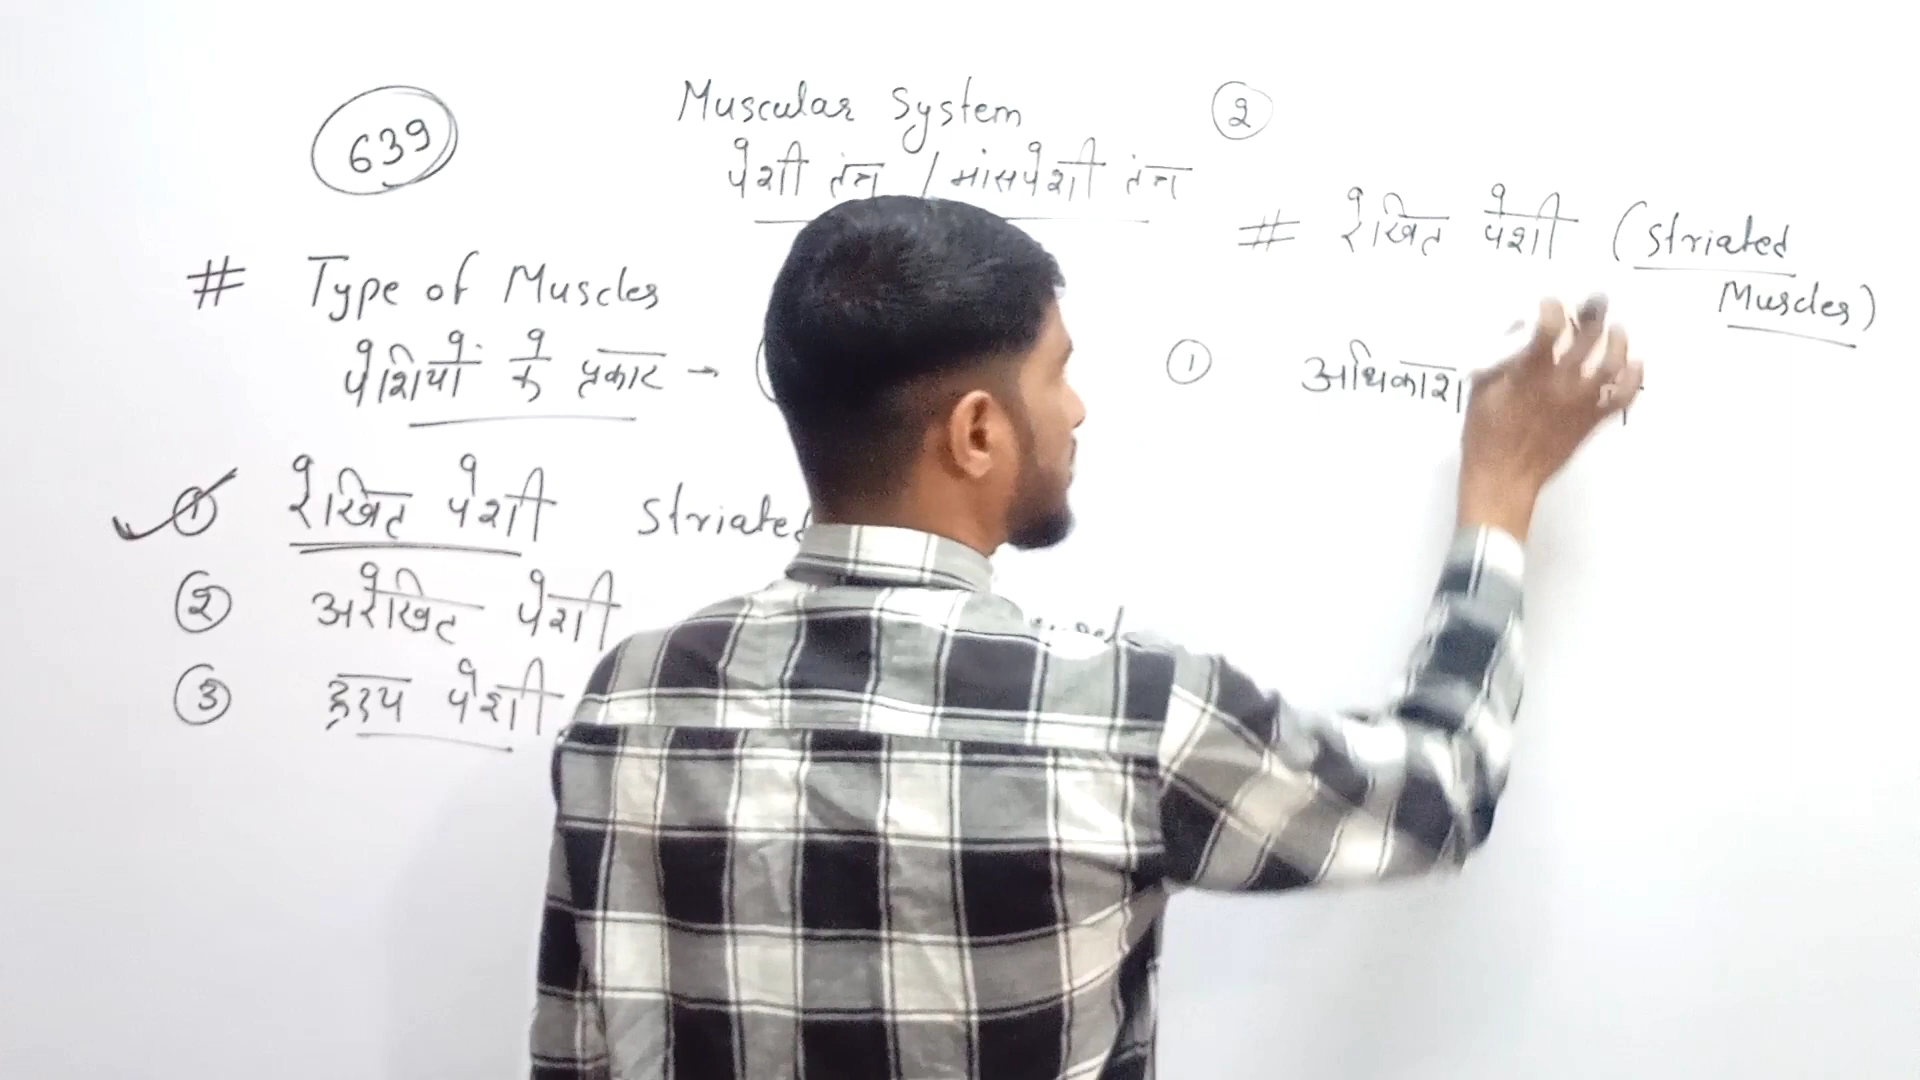 639
Muscular System
पेशी तंत्र / मांसपेशी तंत्र
# Type of Muscles
पेशियों के प्रकार →
① रेखित पेशी Striated
② अरेखित पेशी
③ हृदय पेशी
②
# रेखित पेशी (Striated
Muscles)
① अधिकांश